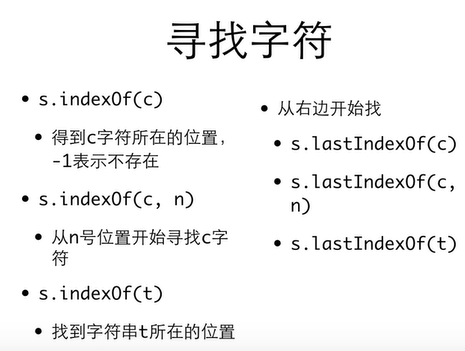 寻找字符
• s.indexOf(c)
• 得到c字符所在的位置，
-1表示不存在
• s.indexOf(c, n)
• 从n号位置开始寻找c字
符
• s.indexOf(t)
• 找到字符串t所在的位置
• 从右边开始找
• s.lastIndexOf(c)
• s.lastIndexOf(c,
n)
• s.lastIndexOf(t)